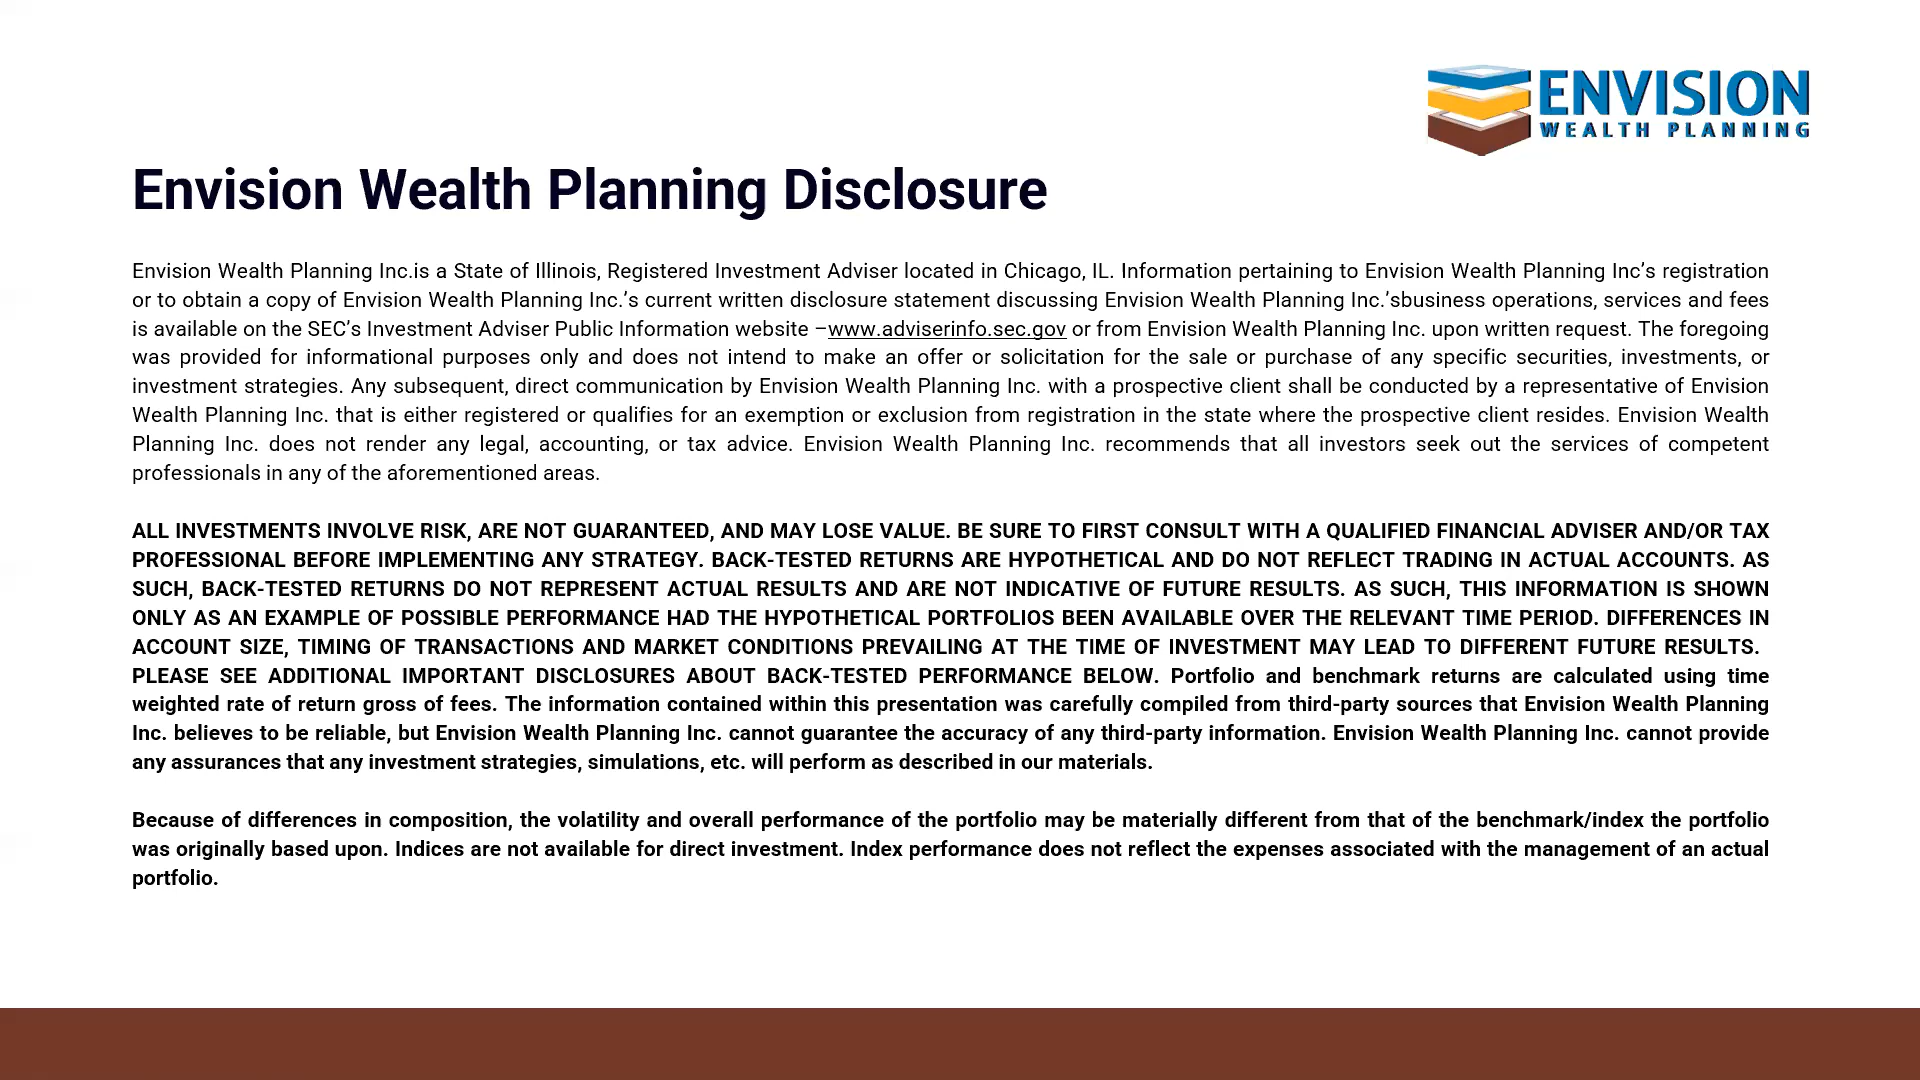 ENVISION
WEALTH PLANNING
Envision Wealth Planning Disclosure
Envision Wealth Planning Inc.is a State of Illinois, Registered Investment Adviser located in Chicago, IL. Information pertaining to Envision Wealth Planning Inc’s registration
or to obtain a copy of Envision Wealth Planning Inc.’s current written disclosure statement discussing Envision Wealth Planning Inc.’sbusiness operations, services and fees
is available on the SEC’s Investment Adviser Public Information website –www.adviserinfo.sec.gov or from Envision Wealth Planning Inc. upon written request. The foregoing
was provided for informational purposes only and does not intend to make an offer or solicitation for the sale or purchase of any specific securities, investments, or
investment strategies. Any subsequent, direct communication by Envision Wealth Planning Inc. with a prospective client shall be conducted by a representative of Envision
Wealth Planning Inc. that is either registered or qualifies for an exemption or exclusion from registration in the state where the prospective client resides. Envision Wealth
Planning Inc. does not render any legal, accounting, or tax advice. Envision Wealth Planning Inc. recommends that all investors seek out the services of competent
professionals in any of the aforementioned areas.
ALL INVESTMENTS INVOLVE RISK, ARE NOT GUARANTEED, AND MAY LOSE VALUE. BE SURE TO FIRST CONSULT WITH A QUALIFIED FINANCIAL ADVISER AND/OR TAX
PROFESSIONAL BEFORE IMPLEMENTING ANY STRATEGY. BACK-TESTED RETURNS ARE HYPOTHETICAL AND DO NOT REFLECT TRADING IN ACTUAL ACCOUNTS. AS
SUCH, BACK-TESTED RETURNS DO NOT REPRESENT ACTUAL RESULTS AND ARE NOT INDICATIVE OF FUTURE RESULTS. AS SUCH, THIS INFORMATION IS SHOWN
ONLY AS AN EXAMPLE OF POSSIBLE PERFORMANCE HAD THE HYPOTHETICAL PORTFOLIOS BEEN AVAILABLE OVER THE RELEVANT TIME PERIOD. DIFFERENCES IN
ACCOUNT SIZE, TIMING OF TRANSACTIONS AND MARKET CONDITIONS PREVAILING AT THE TIME OF INVESTMENT MAY LEAD TO DIFFERENT FUTURE RESULTS.
PLEASE SEE ADDITIONAL IMPORTANT DISCLOSURES ABOUT BACK-TESTED PERFORMANCE BELOW. Portfolio and benchmark returns are calculated using time
weighted rate of return gross of fees. The information contained within this presentation was carefully compiled from third-party sources that Envision Wealth Planning
Inc. believes to be reliable, but Envision Wealth Planning Inc. cannot guarantee the accuracy of any third-party information. Envision Wealth Planning Inc. cannot provide
any assurances that any investment strategies, simulations, etc. will perform as described in our materials.
Because of differences in composition, the volatility and overall performance of the portfolio may be materially different from that of the benchmark/index the portfolio
was originally based upon. Indices are not available for direct investment. Index performance does not reflect the expenses associated with the management of an actual
portfolio.